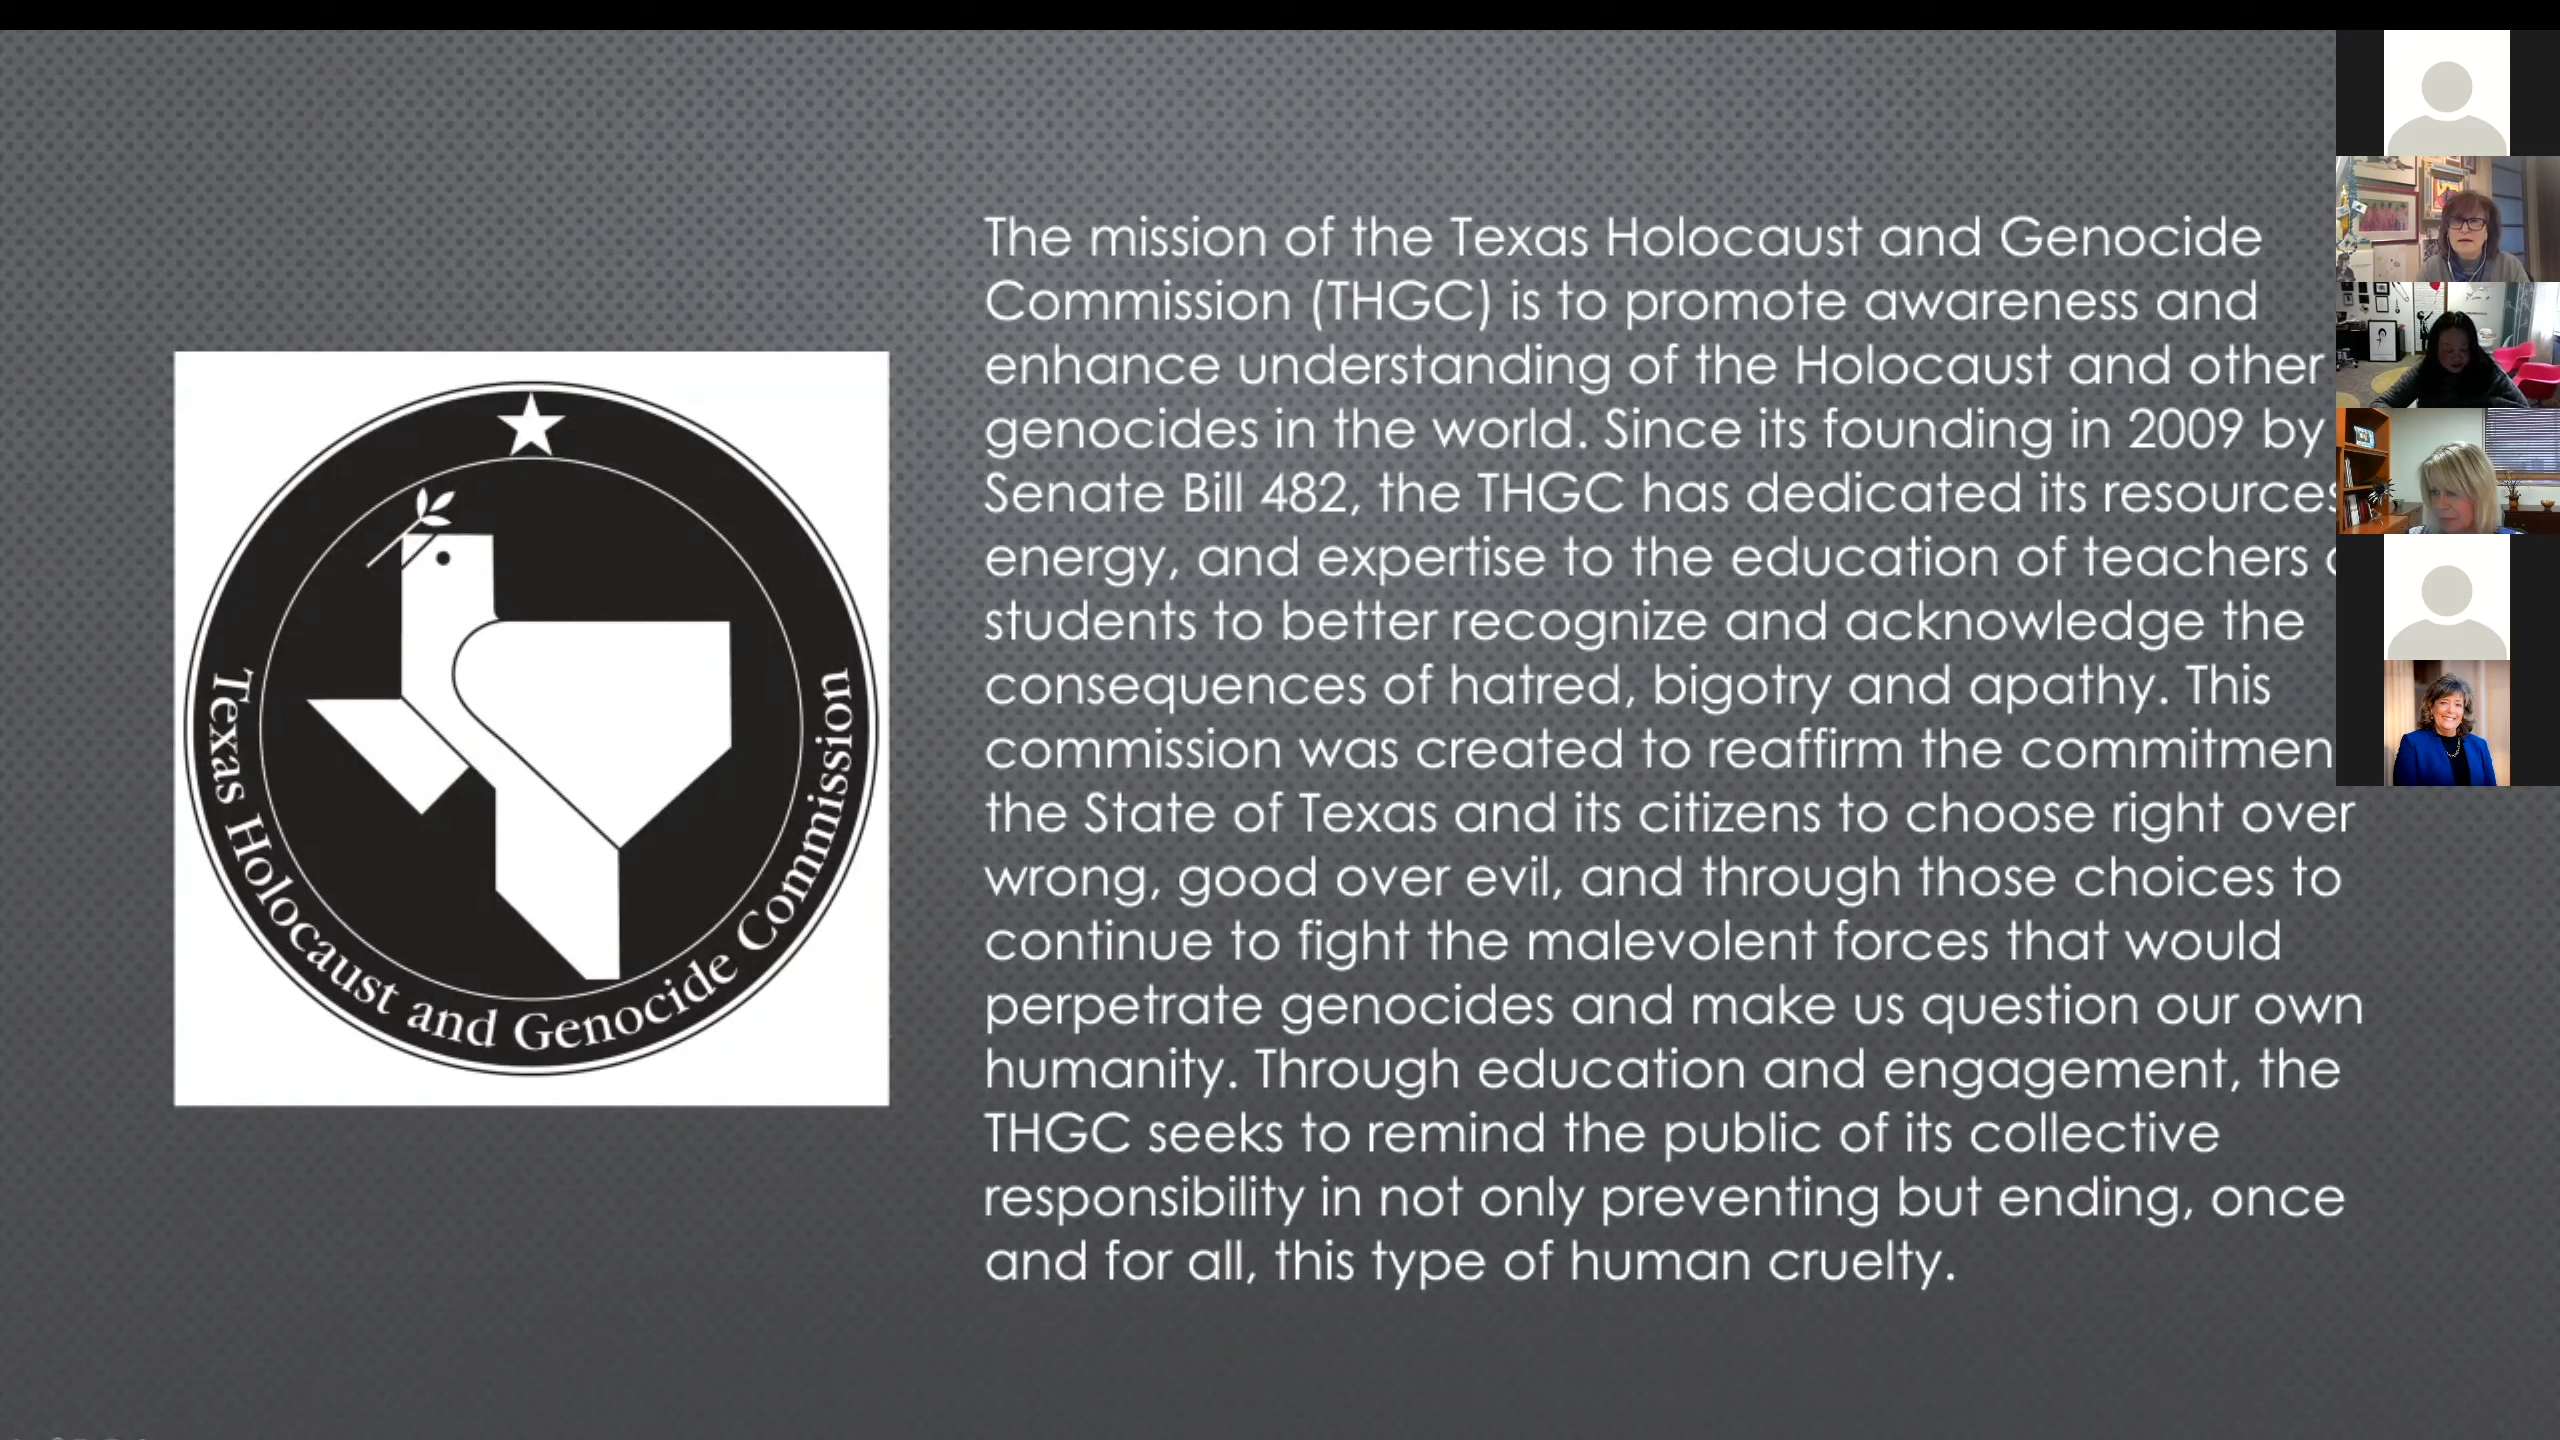 Texas Holocaust and Genocide Commission
The mission of the Texas Holocaust and Genocide
Commission (THGC) is to promote awareness and
enhance understanding of the Holocaust and other
genocides in the world. Since its founding in 2009 by
Senate Bill 482, the THGC has dedicated its resources
energy, and expertise to the education of teachers
students to better recognize and acknowledge the
consequences of hatred, bigotry and apathy. This
commission was created to reaffirm the commitmen
the State of Texas and its citizens to choose right over
wrong, good over evil, and through those choices to
continue to fight the malevolent forces that would
perpetrate genocides and make us question our own
humanity. Through education and engagement, the
THGC seeks to remind the public of its collective
responsibility in not only preventing but ending, once
and for all, this type of human cruelty.